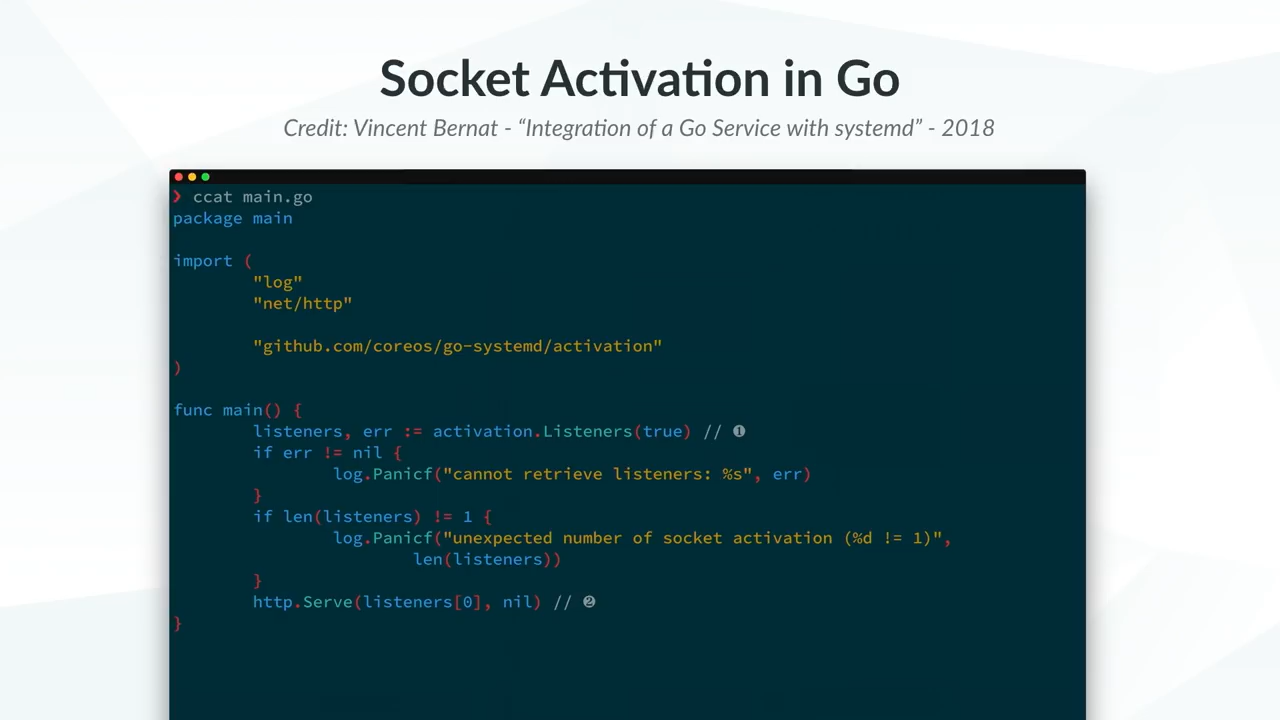 Socket Activation in Go
Credit: Vincent Bernat - “Integration of a Go Service with systemd” - 2018
❯ ccat main.go
package main
import (
"log"
"net/http"
"github.com/coreos/go-systemd/activation"
)
func main() {
listeners, err := activation.Listeners(true) // ❶
if err != nil {
log.Panicf("cannot retrieve listeners: %s", err)
}
if len(listeners) != 1 {
log.Panicf("unexpected number of socket activation (%d != 1)",
len(listeners))
}
http.Serve(listeners[0], nil) // ❷
}